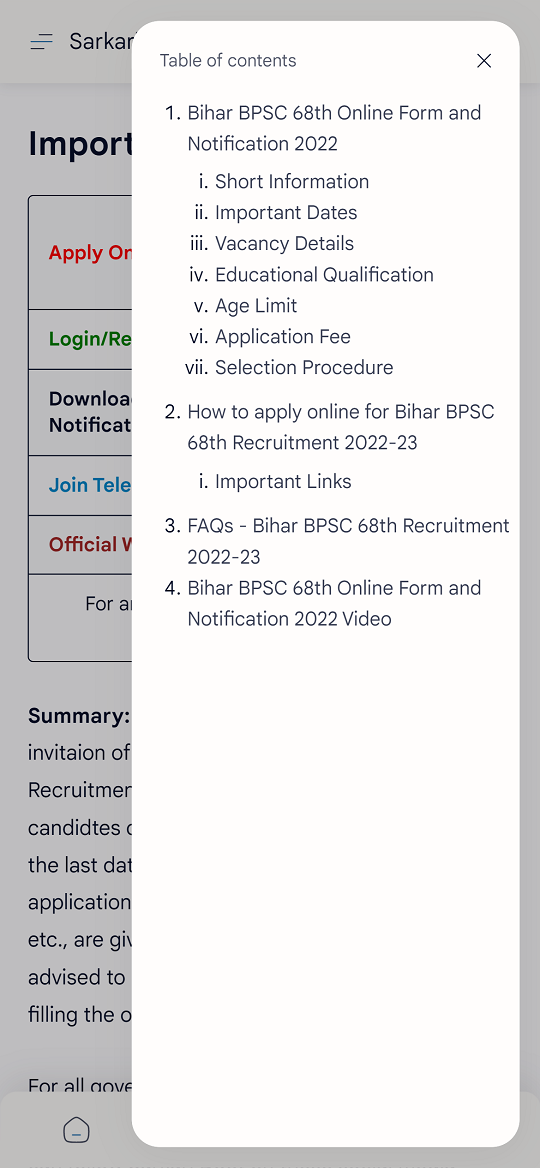 Sarkari
Table of contents
1. Bihar BPSC 68th Online Form and
Notification 2022
i. Short Information
ii. Important Dates
iii. Vacancy Details
iv. Educational Qualification
v. Age Limit
vi. Application Fee
vii. Selection Procedure
2. How to apply online for Bihar BPSC
68th Recruitment 2022-23
i. Important Links
3. FAQs - Bihar BPSC 68th Recruitment
2022-23
4. Bihar BPSC 68th Online Form and
Notification 2022 Video
Import
Apply On
Login/Re
Download
Notificat
Join Tele
Official W
For an
Summary:
invitaion of
Recruitmen
candidtes
the last dat
application
etc., are giv
advised to
filling the o
For all gove